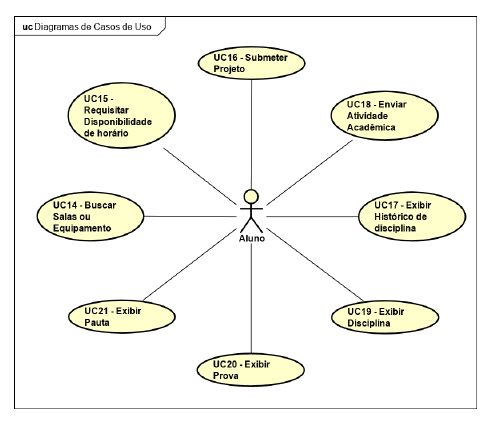 uc Diagramas de Casos de Uso
UC16 - Submeter
Projeto
UC15 -
Requisitar
Disponibilidade
de horário
UC18 - Enviar
Atividade
Acadêmica
UC14 - Buscar
Salas ou
Equipamento
Aluno
UC17 - Exibir
Histórico de
disciplina
UC21 - Exibir
Pauta
UC19 - Exibir
Disciplina
UC20 - Exibir
Prova